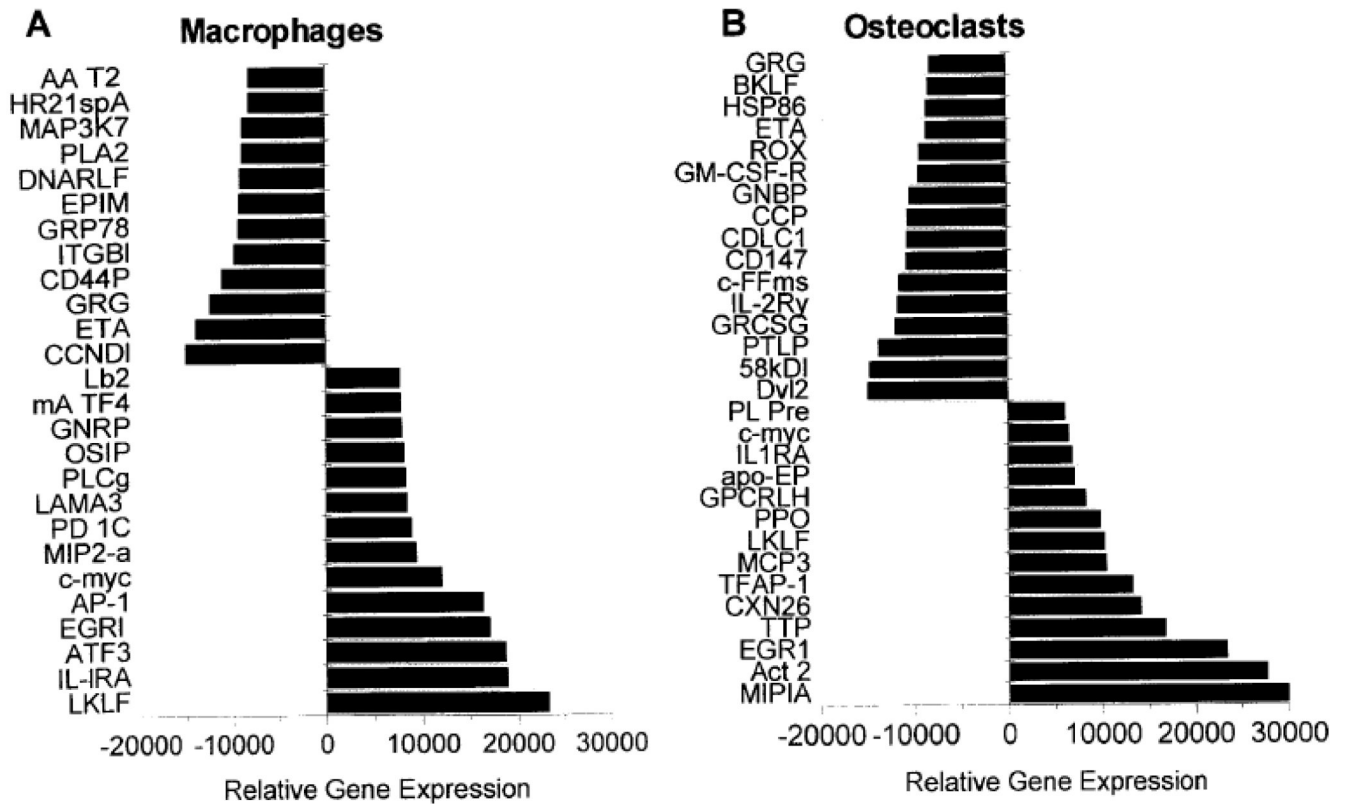 A
Macrophages
AA T2
HR21spA
MAP3K7
PLA2
DNARLF
EPIM
GRP78
ITGBI
CD44P
GRG
ETA
CCNDI
Lb2
mA TF4
GNRP
OSIP
PLCg
LAMA3
PD 1C
MIP2-a
c-myc
AP-1
EGRI
ATF3
IL-IRA
LKLF
-20000 -10000 0 10000 20000 30000
Relative Gene Expression
B
Osteoclasts
GRG
BKLF
HSP86
ETA
ROX
GM-CSF-R
GNBP
CCP
CDLC1
CD147
c-FFms
IL-2Rv
GRCSG
PTLP
58kDI
Dvl2
PL Pre
c-myc
IL1RA
apo-EP
GPCRLH
PPO
LKLF
MCP3
TFAP-1
CXN26
TTP
EGR1
Act 2
MIPIA
-20000 -10000 0 10000 20000 30000
Relative Gene Expression